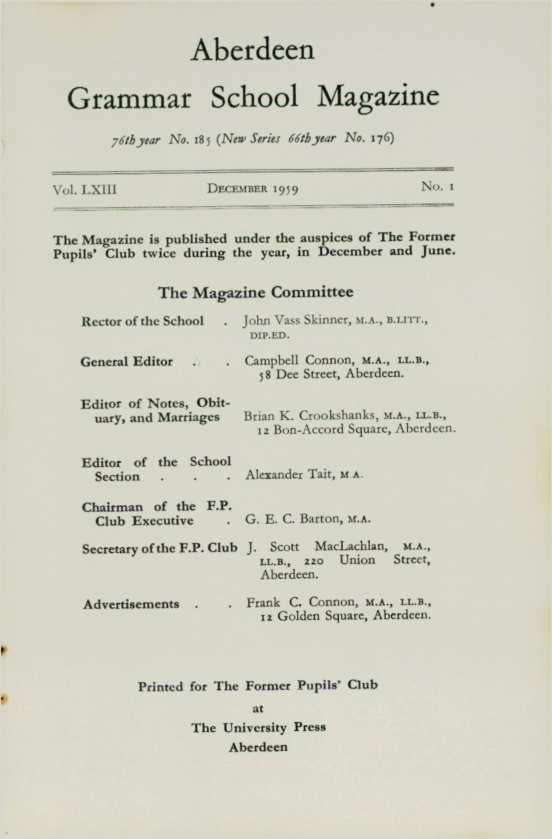 Aberdeen
Grammar School Magazine
76th year No. 185 (New Series 66th year No. 176)
Vol. LXIII December 1959 No. 1
The Magazine is published under the auspices of The Former
Pupils' Club twice during the year, in December and June.
The Magazine Committee
Rector of the School . John Vass Skinner, M.A., B.LITT.,
DIP.ED.
General Editor . . Campbell Connon, M.A., LL.B.,
58 Dee Street, Aberdeen.
Editor of Notes, Obit-
uary, and Marriages Brian K. Crookshanks, M.A., LL.B.,
12 Bon-Accord Square, Aberdeen.
Editor of the School
Section . . . Alexander Tait, M.A.
Chairman of the F.P.
Club Executive . G. E. C. Barton, M.A.
Secretary of the F.P. Club J. Scott MacLachlan, M.A.,
LL.B., 220 Union Street,
Aberdeen.
Advertisements . . Frank C. Connon, M.A., LL.B.,
12 Golden Square, Aberdeen.
Printed for The Former Pupils' Club
at
The University Press
Aberdeen